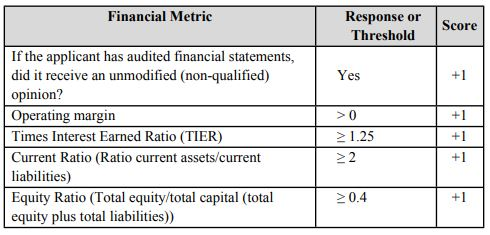 Financial Metric
Response or
Threshold
Score
If the applicant has audited financial statements,
did it receive an unmodified (non-qualified)
opinion?
Yes
+1
Operating margin
> 0
+1
Times Interest Earned Ratio (TIER)
≥ 1.25
+1
Current Ratio (Ratio current assets/current
liabilities)
≥ 2
+1
Equity Ratio (Total equity/total capital (total
equity plus total liabilities))
≥ 0.4
+1